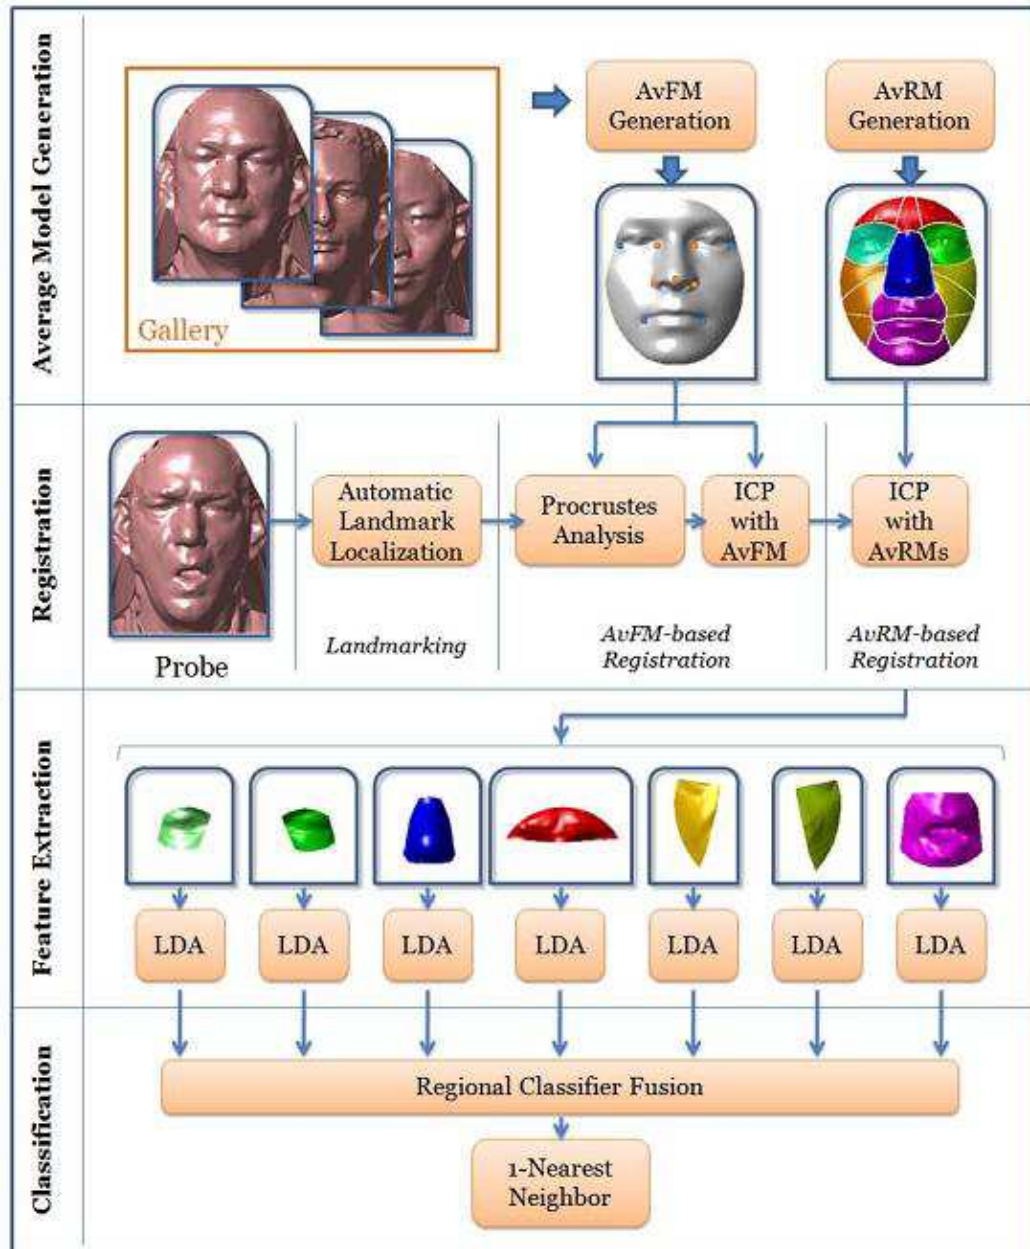 Average Model Generation
Gallery
AvFM
Generation
AvRM
Generation
Registration
Probe
Automatic
Landmark
Localization
Procrustes
Analysis
ICP
with
AvFM
ICP
with
AvRMs
Landmarking
AvFM-based
Registration
AvRM-based
Registration
Feature Extraction
LDA
LDA
LDA
LDA
LDA
LDA
LDA
Classification
Regional Classifier Fusion
1-Nearest
Neighbor